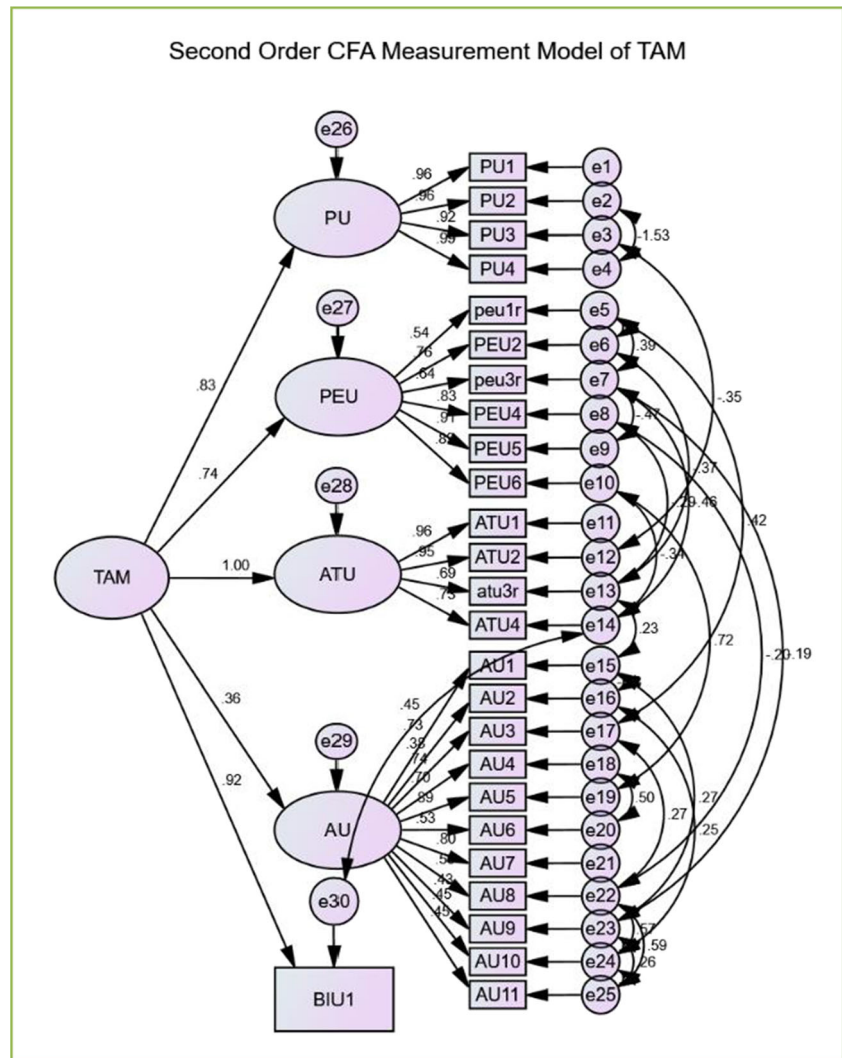 Second Order CFA Measurement Model of TAM
e26
PU
.96
.96
.92
PU1
e1
PU2
e2
PU3
e3
PU4
e4
-1.53
e27
PEU
.54
.76
.64
.83
.91
peu1r
e5
PEU2
e6
peu3r
e7
PEU4
e8
PEU5
e9
PEU6
e10
.39
-.47
-.35
-.37
.46
.42
-.34
.83
.74
e28
ATU
.96
.95
.69
ATU1
e11
ATU2
e12
atu3r
e13
ATU4
e14
.23
.72
-.20
.19
TAM
1.00
.36
.92
e29
AU
.45
.73
.38
.74
.70
.89
.53
.80
.43
.45
.45
AU1
e15
AU2
e16
AU3
e17
AU4
e18
AU5
e19
AU6
e20
AU7
e21
AU8
e22
AU9
e23
AU10
e24
AU11
e25
.50
.27
.27
.25
.57
.59
.26
e30
BIU1